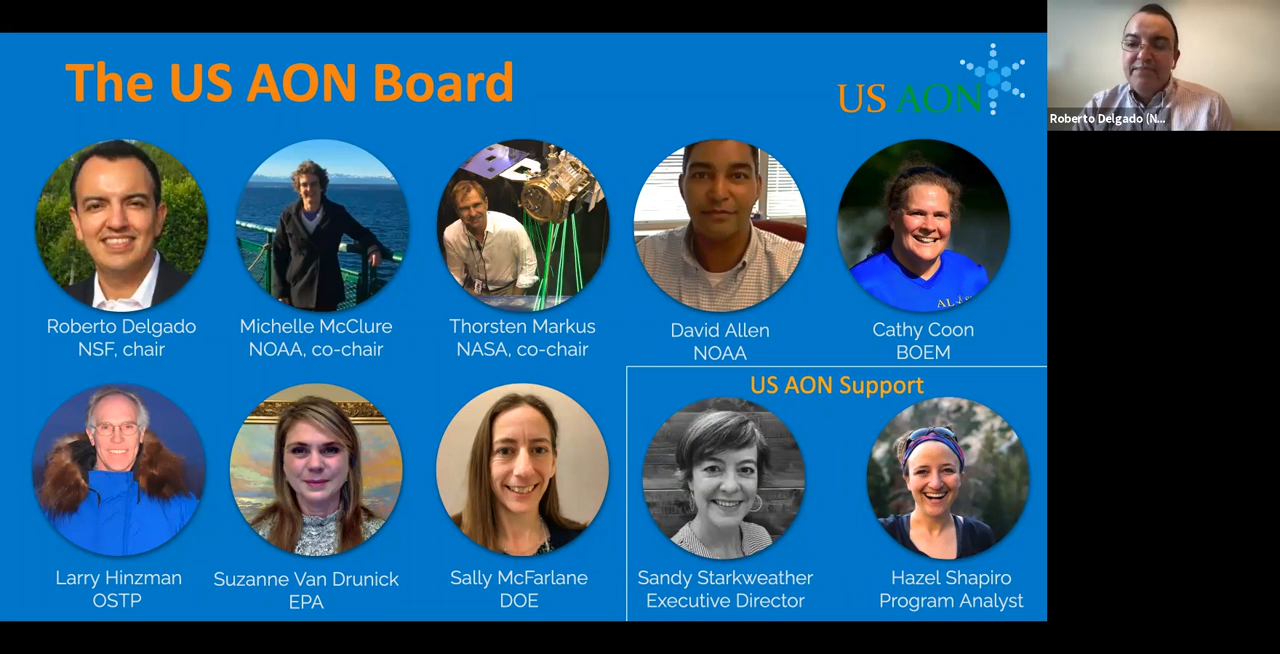 The US AON Board
US AON
Roberto Delgado (N...
Roberto Delgado
NSF, chair
Michelle McClure
NOAA, co-chair
Thorsten Markus
NASA, co-chair
David Allen
NOAA
Cathy Coon
BOEM
US AON Support
Larry Hinzman
OSTP
Suzanne Van Drunick
EPA
Sally McFarlane
DOE
Sandy Starkweather
Executive Director
Hazel Shapiro
Program Analyst